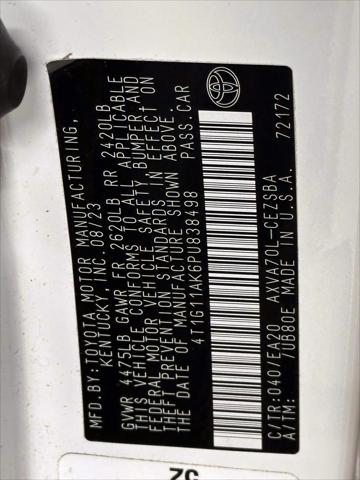 MFD.BY: TOYOTA MOTOR MANUFACTURING,
KENTUCKY, INC. 08/23
GVWR 4475LB GAWR FR 2620LB RR 2420LB
THIS VEHICLE CONFORMS TO ALL APPLICABLE
FEDERAL MOTOR VEHICLE SAFETY, BUMPER AND
THEFT PREVENTION STANDARDS IN EFFECT ON
THE DATE OF MANUFACTURE SHOWN ABOVE.
4T1G11AK6PU838498 PASS.CAR
C/TR:040/EA20 AXVA70L-CEZSBA
A/TM: /UB80E MADE IN U.S.A. 72172